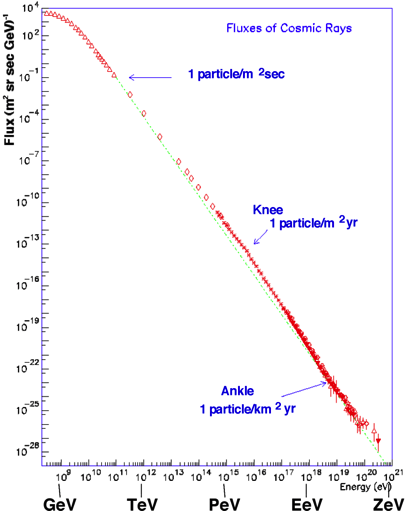 Fluxes of Cosmic Rays
Flux (m² sr sec GeV)⁻¹
10⁴
10²
10⁻¹
10⁻⁴
10⁻⁷
10⁻¹⁰
10⁻¹³
10⁻¹⁶
10⁻¹⁹
10⁻²²
10⁻²⁵
10⁻²⁸
1 particle/m ²sec
Knee
1 particle/m ²yr
Ankle
1 particle/km ² yr
10⁹ 10¹⁰ 10¹¹ 10¹² 10¹³ 10¹⁴ 10¹⁵ 10¹⁶ 10¹⁷ 10¹⁸ 10¹⁹ 10²⁰ 10²¹
Energy (eV)
GeV TeV PeV EeV ZeV